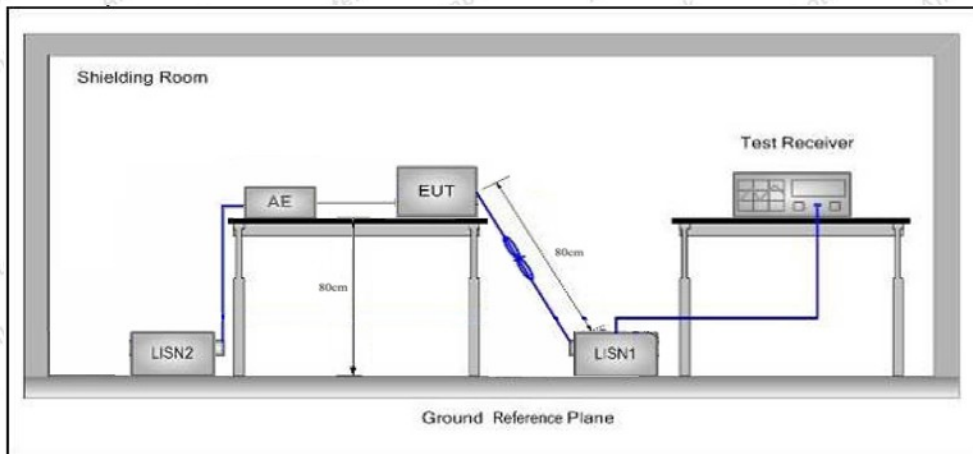 Shielding Room
Test Receiver
AE
EUT
80cm
80cm
LISN2
LISN1
Ground Reference Plane